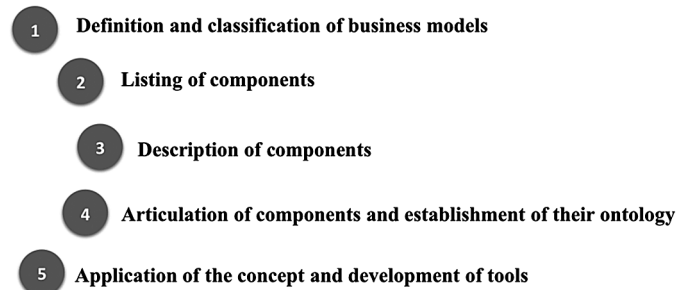 1 Definition and classification of business models
2 Listing of components
3 Description of components
4 Articulation of components and establishment of their ontology
5 Application of the concept and development of tools